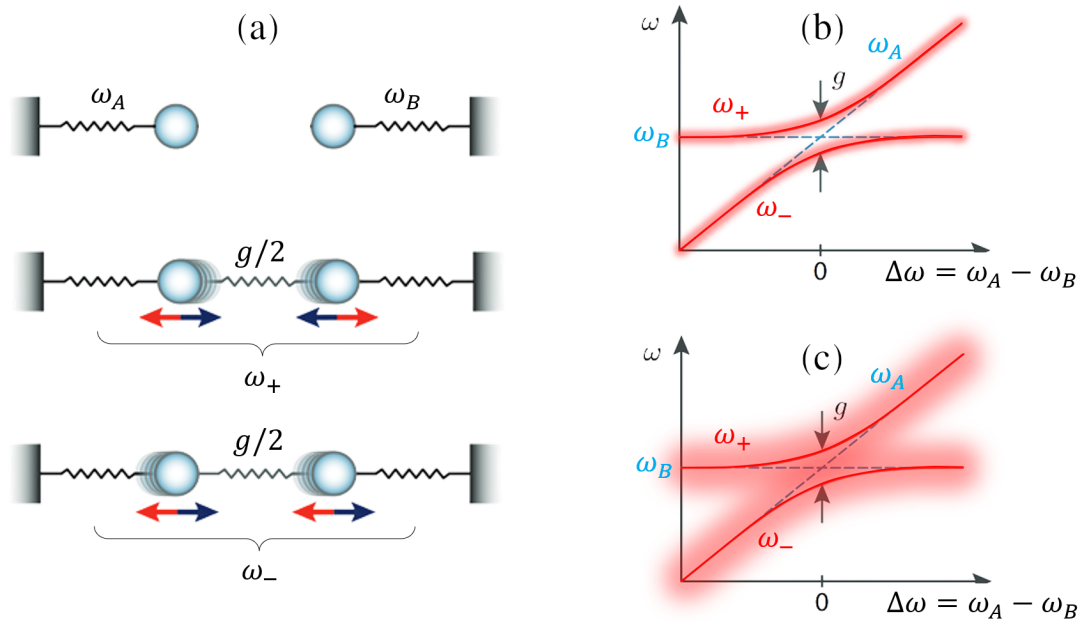 (a)
ω_A
ω_B
g/2
ω_+
g/2
ω_−
(b)
ω
ω_A
g
ω_+
ω_B
ω_−
0
Δω = ω_A − ω_B
(c)
ω
ω_A
g
ω_+
ω_B
ω_−
0
Δω = ω_A − ω_B